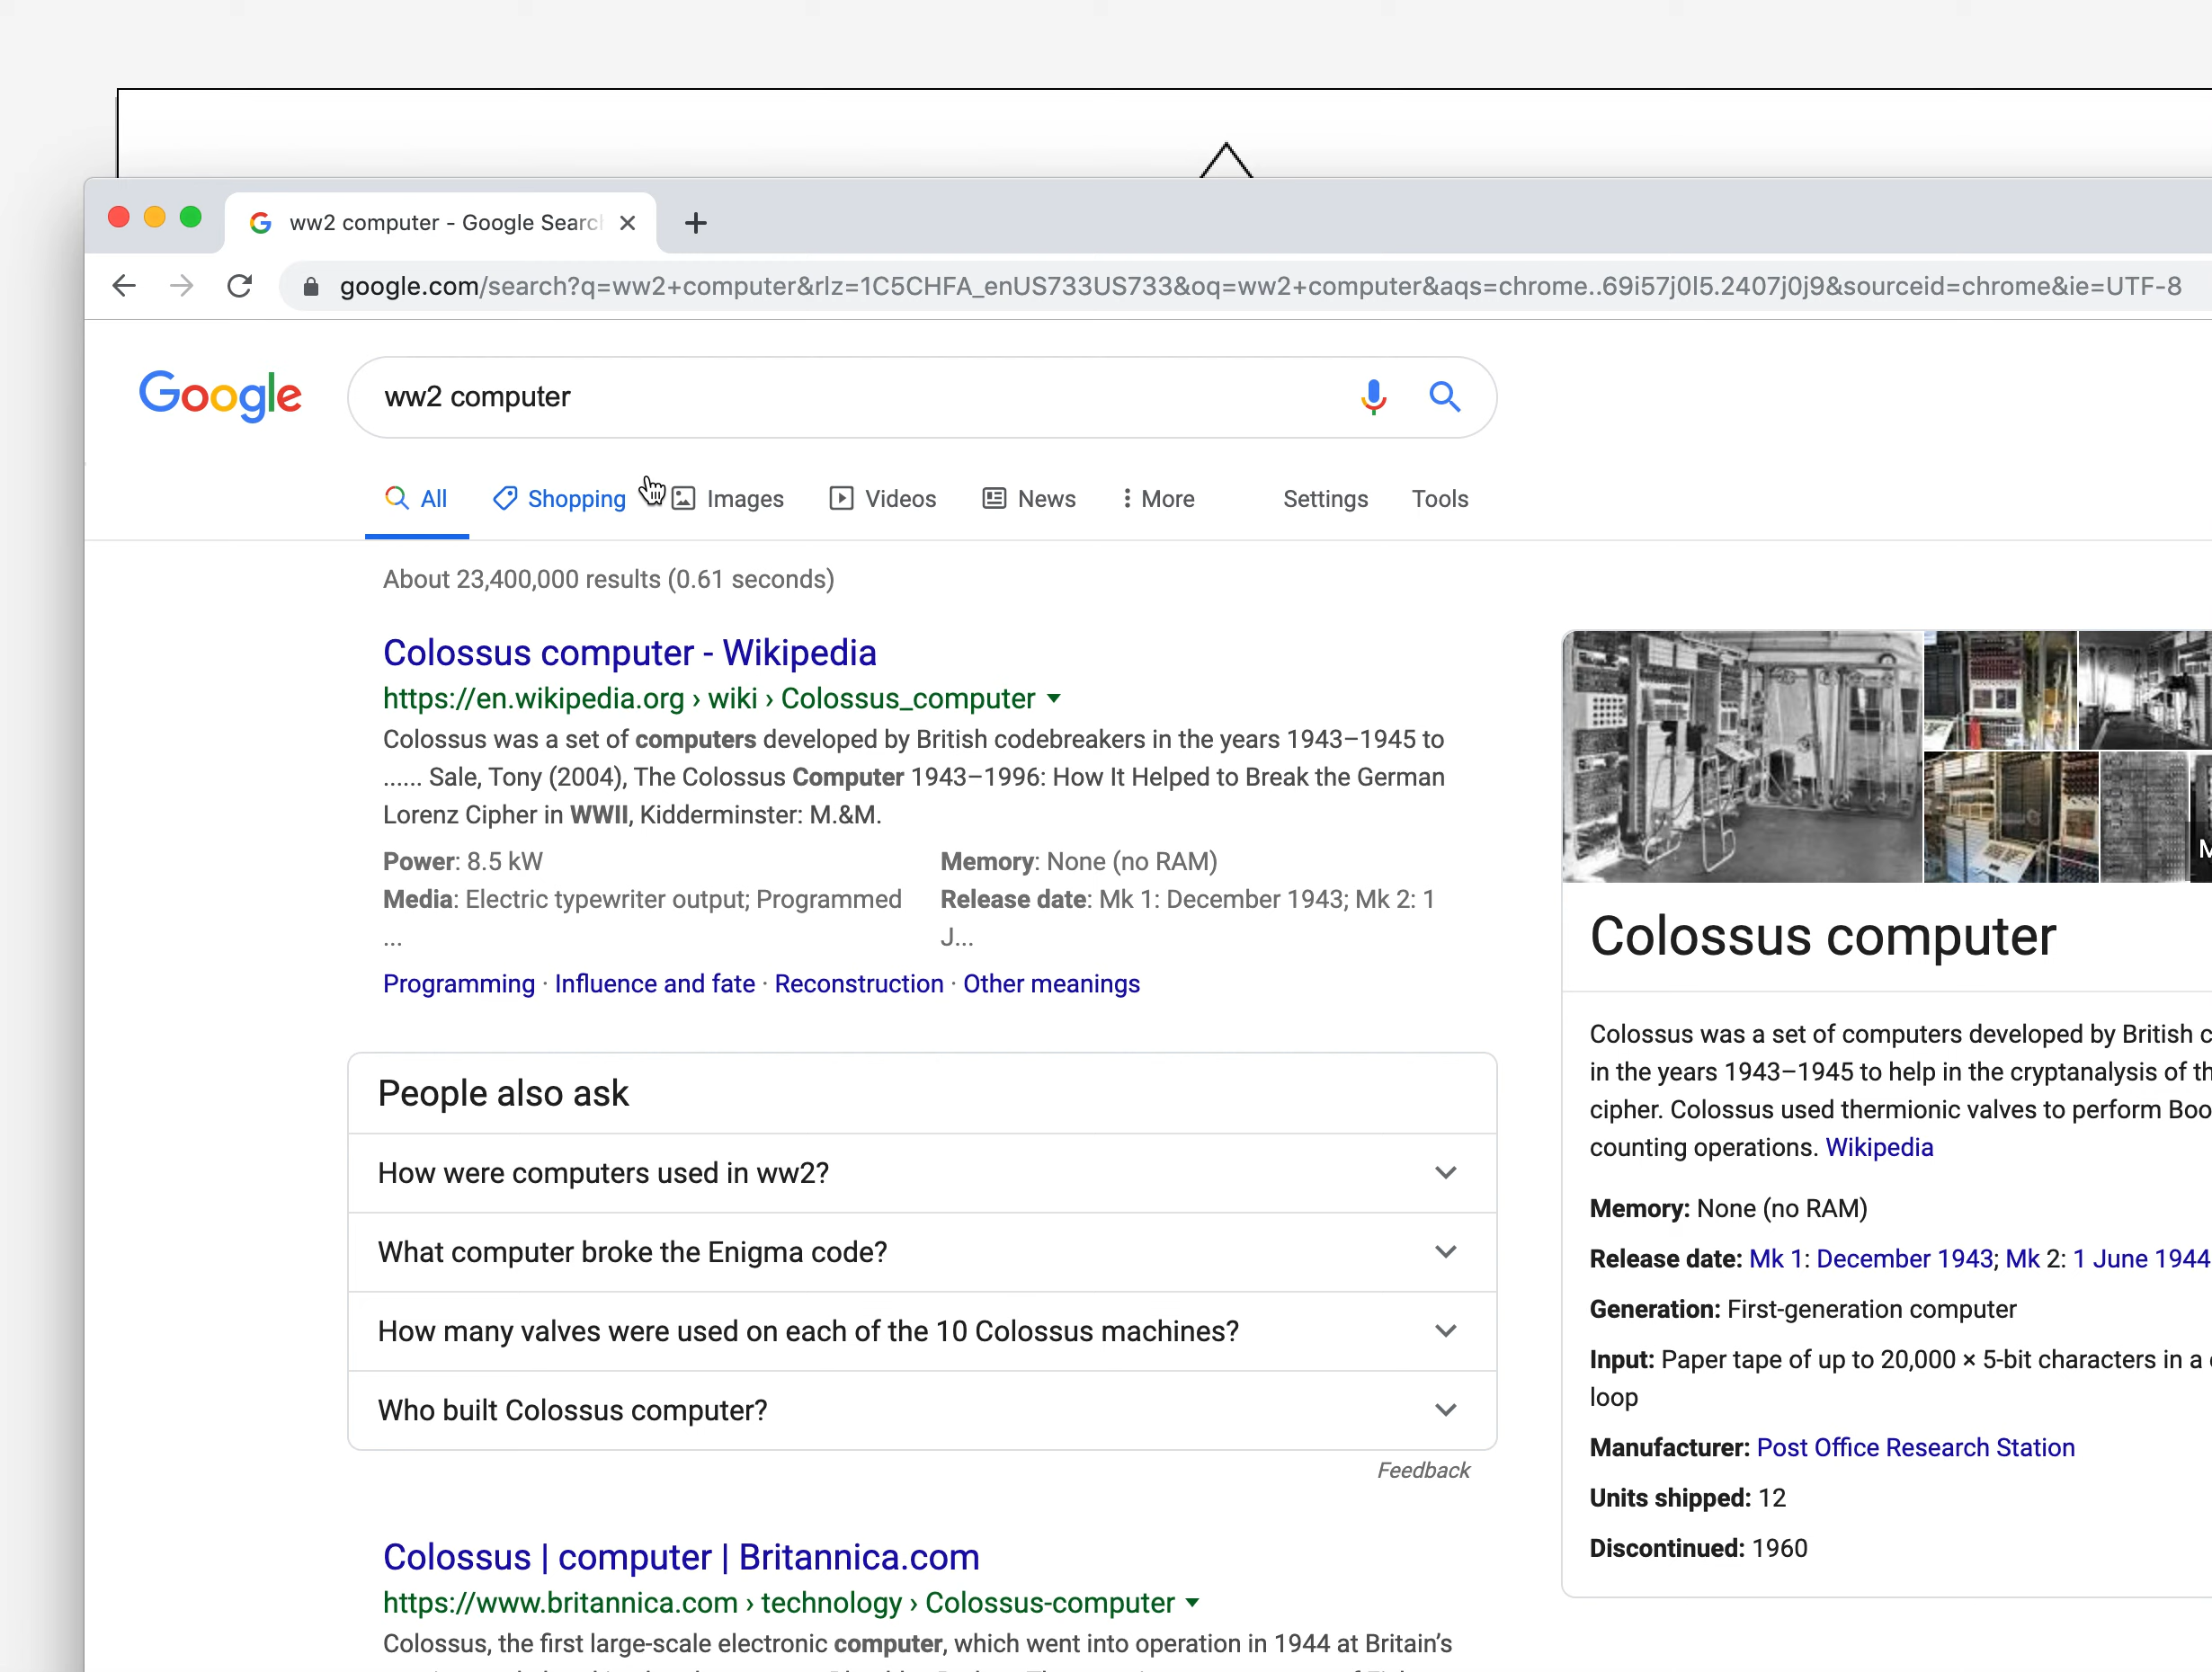 ww2 computer - Google Searc
google.com/search?q=ww2+computer&rlz=1C5CHFA_enUS733US733&oq=ww2+computer&aqs=chrome..69i57j0l5.2407j0j9&sourceid=chrome&ie=UTF-8
Google
ww2 computer
All Shopping Images Videos News More Settings Tools
About 23,400,000 results (0.61 seconds)
Colossus computer - Wikipedia
https://en.wikipedia.org › wiki › Colossus_computer
Colossus was a set of computers developed by British codebreakers in the years 1943–1945 to
...... Sale, Tony (2004), The Colossus Computer 1943–1996: How It Helped to Break the German
Lorenz Cipher in WWII, Kidderminster: M.&M.
Power: 8.5 kW
Memory: None (no RAM)
Media: Electric typewriter output; Programmed
...
Release date: Mk 1: December 1943; Mk 2: 1
J...
Programming · Influence and fate · Reconstruction · Other meanings
People also ask
How were computers used in ww2?
What computer broke the Enigma code?
How many valves were used on each of the 10 Colossus machines?
Who built Colossus computer?
Feedback
Colossus | computer | Britannica.com
https://www.britannica.com › technology › Colossus-computer
Colossus, the first large-scale electronic computer, which went into operation in 1944 at Britain's
Colossus computer
Colossus was a set of computers developed by British c
in the years 1943–1945 to help in the cryptanalysis of th
cipher. Colossus used thermionic valves to perform Boo
counting operations. Wikipedia
Memory: None (no RAM)
Release date: Mk 1: December 1943; Mk 2: 1 June 1944
Generation: First-generation computer
Input: Paper tape of up to 20,000 × 5-bit characters in a
loop
Manufacturer: Post Office Research Station
Units shipped: 12
Discontinued: 1960